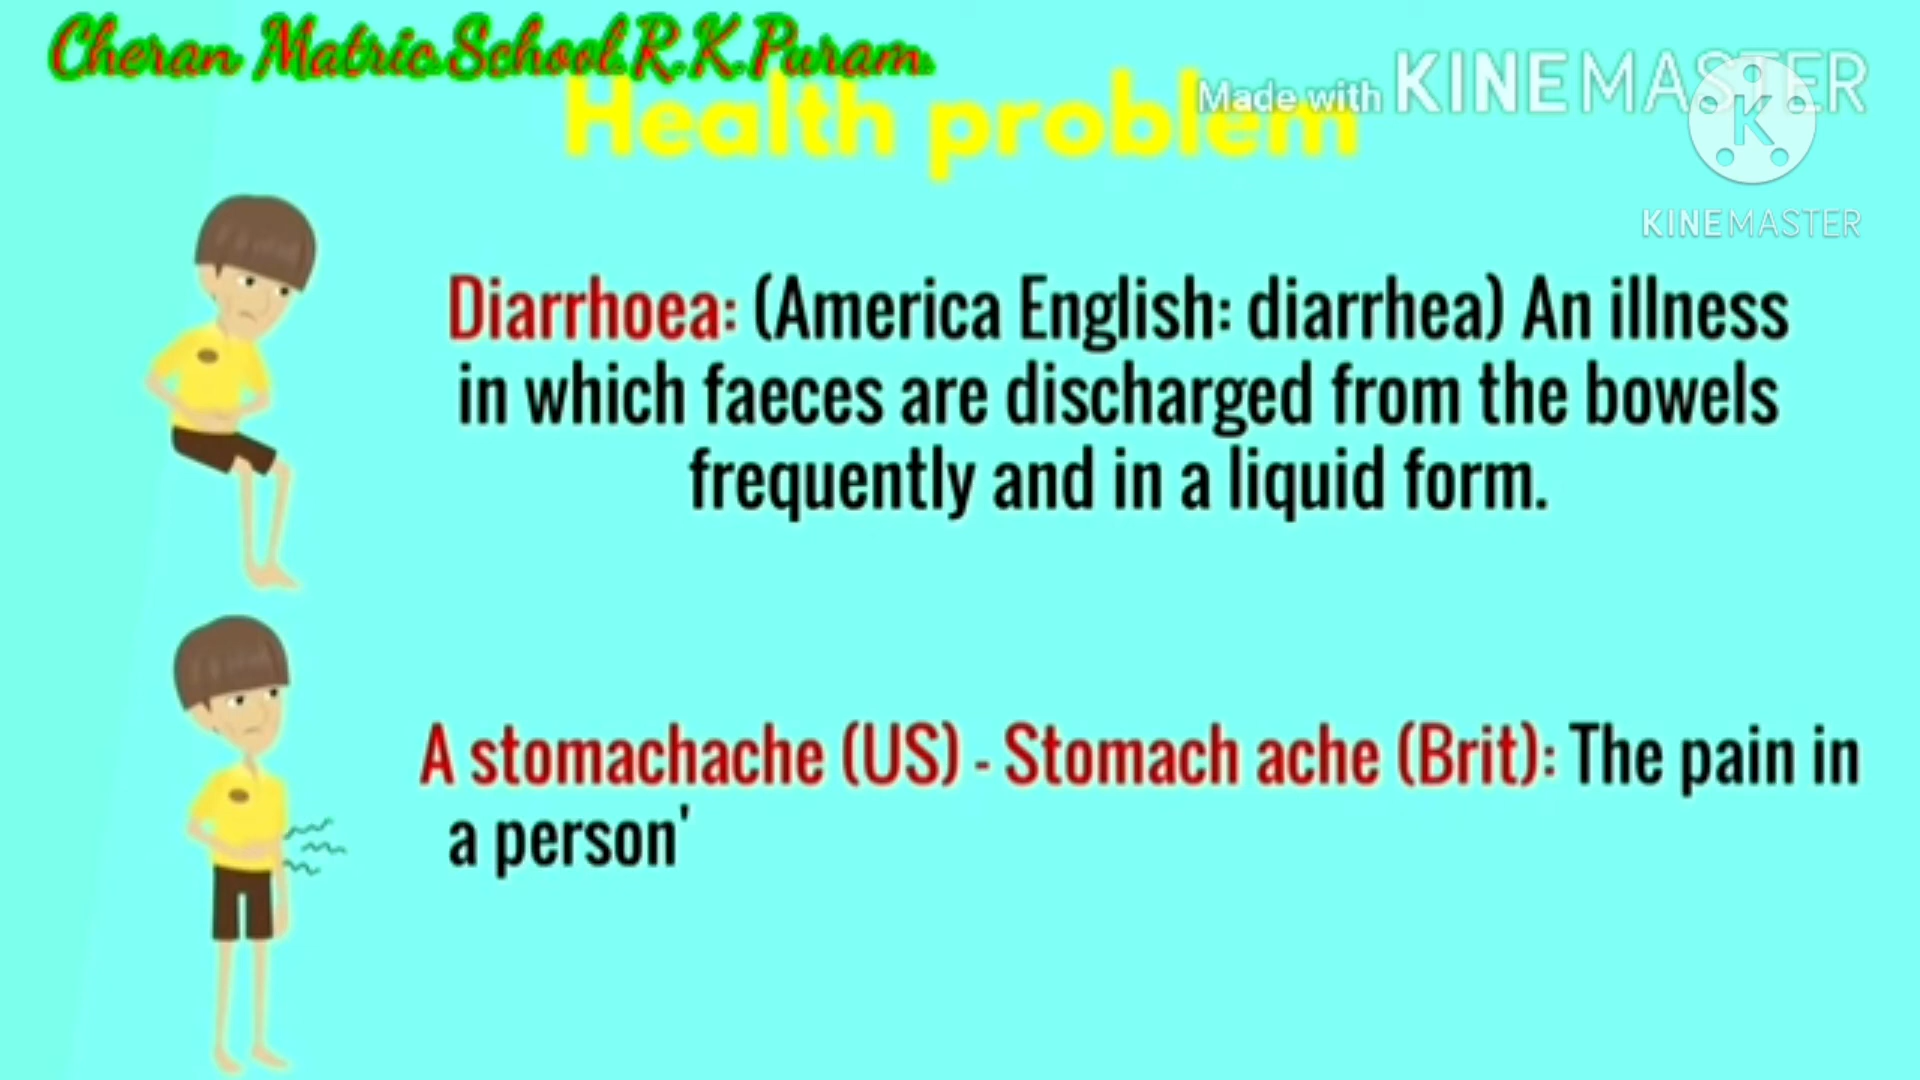 Cheran Matric.School.R.K.Puram.
Made with KINEMASTER
Health problem
K
KINEMASTER
Diarrhoea: (America English: diarrhea) An illness
in which faeces are discharged from the bowels
frequently and in a liquid form.
A stomachache (US) - Stomach ache (Brit): The pain in
a person'